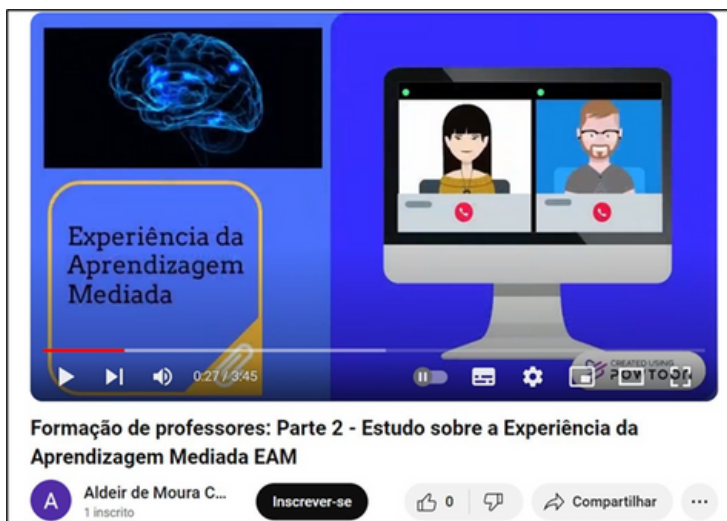 Experiência da
Aprendizagem
Mediada
0:27 / 3:45
CREATED USING
POWTOON
Formação de professores: Parte 2 - Estudo sobre a Experiência da
Aprendizagem Mediada EAM
A
Aldeir de Moura C...
1 inscrito
Inscrever-se
0
Compartilhar